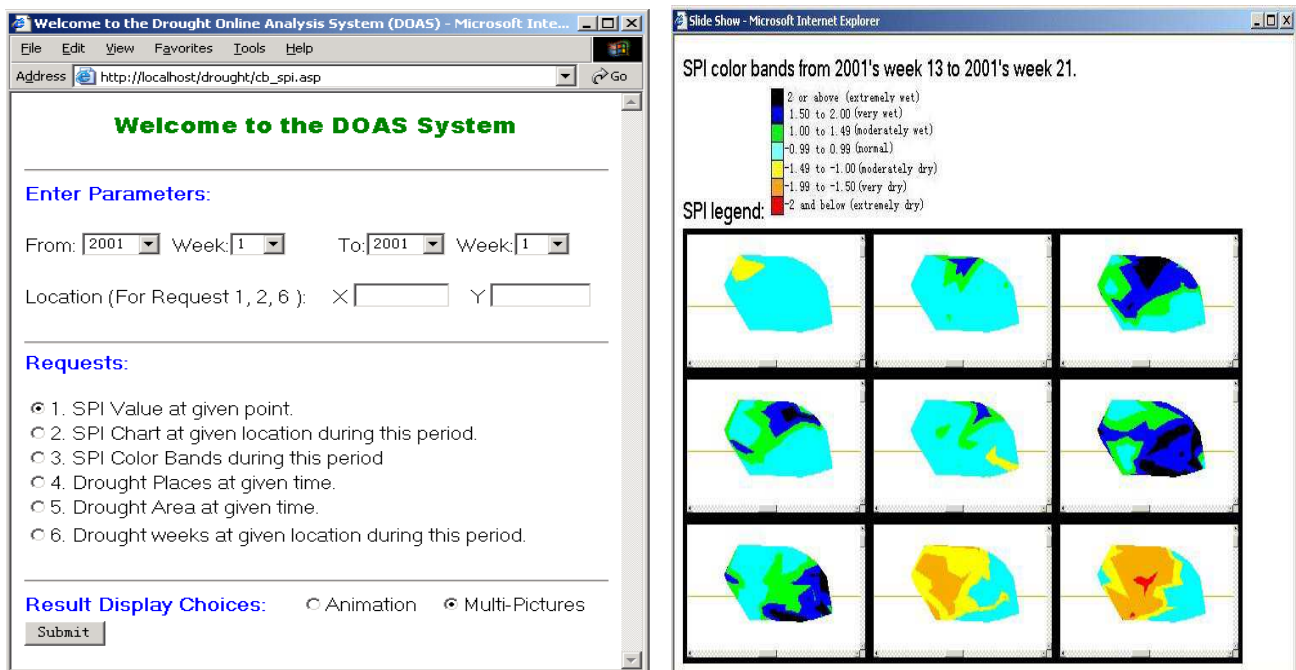 Welcome to the Drought Online Analysis System (DOAS) - Microsoft Inte...
File Edit View Favorites Tools Help
Address http://localhost/drought/cb_spi.asp Go
Welcome to the DOAS System
Enter Parameters:
From: 2001 Week: 1 To: 2001 Week: 1
Location (For Request 1, 2, 6 ): X Y
Requests:
1. SPI Value at given point.
2. SPI Chart at given location during this period.
3. SPI Color Bands during this period
4. Drought Places at given time.
5. Drought Area at given time.
6. Drought weeks at given location during this period.
Result Display Choices: Animation Multi-Pictures
Submit
Slide Show - Microsoft Internet Explorer
SPI color bands from 2001's week 13 to 2001's week 21.
2 or above (extremely wet)
1.50 to 2.00 (very wet)
1.00 to 1.49 (moderately wet)
-0.99 to 0.99 (normal)
-1.49 to -1.00 (moderately dry)
-1.99 to -1.50 (very dry)
-2 and below (extremely dry)
SPI legend: